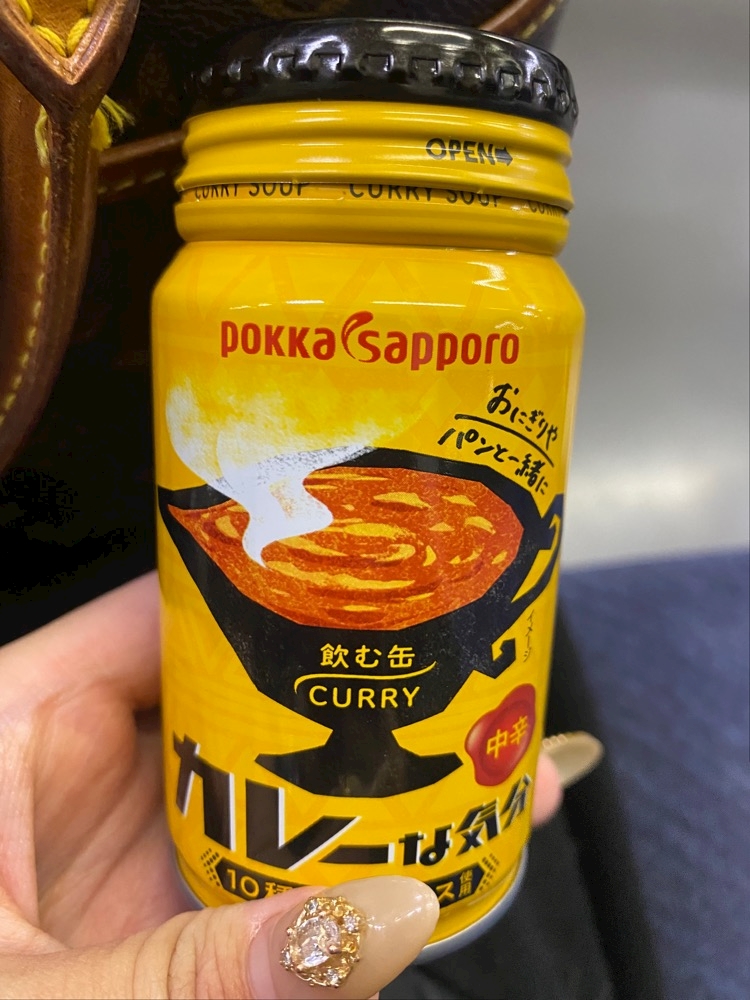 OPEN➡
CURRY SOUP CURRY SOUP
pokka sapporo
おにぎりや
パンと一緒に
イメージ
飲む缶
CURRY
中辛
カレーな気分
10種 ス使用